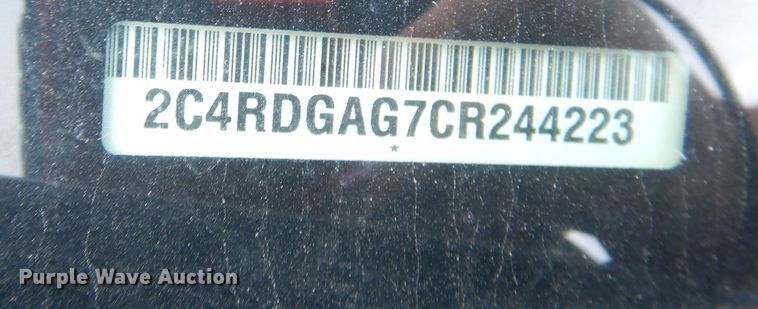 2C4RDGAG7CR244223
*
Purple Wave Auction